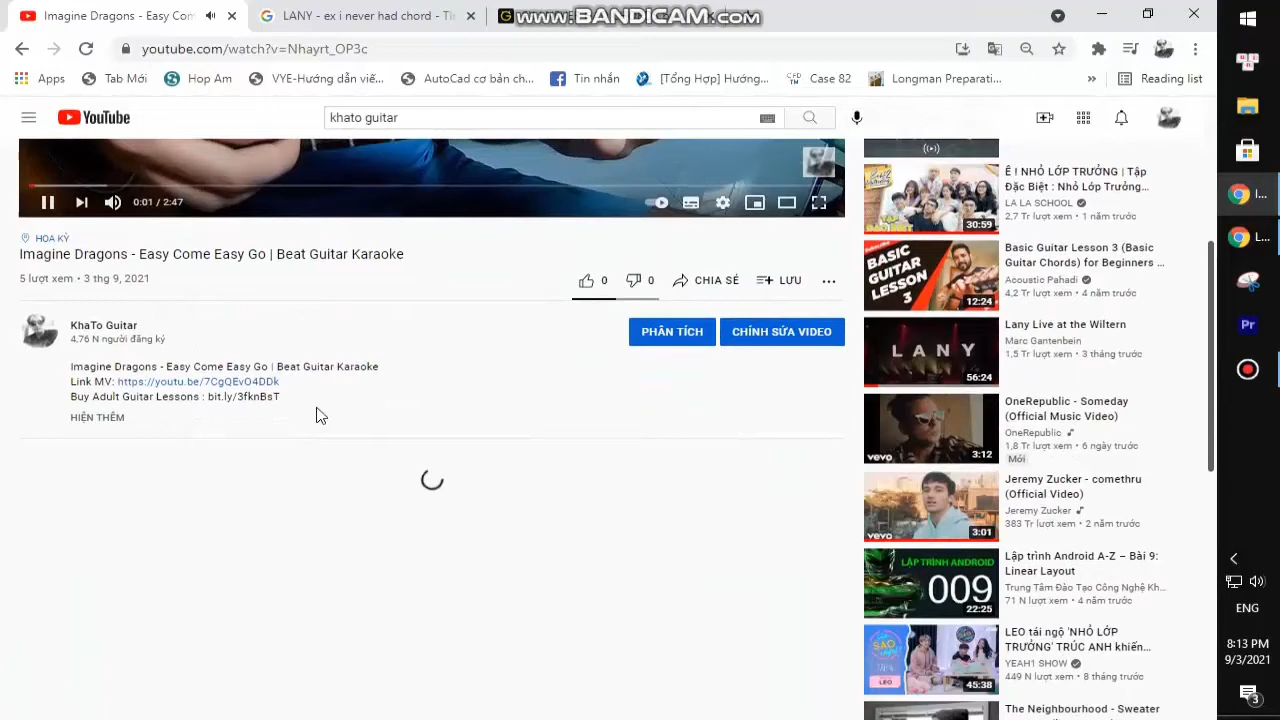 Imagine Dragons - Easy Com
LANY - ex i never had chord - T
www.BANDICAM.com
youtube.com/watch?v=Nhayrt_OP3c
Apps
Tab Mới
Hop Am
VYE-Hướng dẫn viế...
AutoCad cơ bản ch...
Tin nhắn
[Tổng Hợp] Hướng...
Case 82
Longman Preparati...
»
Reading list
YouTube
khato guitar
0:01 / 2:47
HOA KỲ
Imagine Dragons - Easy Come Easy Go | Beat Guitar Karaoke
5 lượt xem • 3 thg 9, 2021
0
0
CHIA SẺ
LƯU
KhaTo Guitar
4,76 N người đăng ký
PHÂN TÍCH
CHỈNH SỬA VIDEO
Imagine Dragons - Easy Come Easy Go | Beat Guitar Karaoke
Link MV: https://youtu.be/7CgQEvO4DDk
Buy Adult Guitar Lessons : bit.ly/3fknBsT
HIỆN THÊM
30:59
Ê ! NHỎ LỚP TRƯỞNG | Tập
Đặc Biệt : Nhỏ Lớp Trưởng...
LA LA SCHOOL
2,7 Tr lượt xem • 1 năm trước
BASIC
GUITAR
LESSON
3
12:24
Basic Guitar Lesson 3 (Basic
Guitar Chords) for Beginners ...
Acoustic Pahadi
4,2 Tr lượt xem • 4 năm trước
LANY
56:24
Lany Live at the Wiltern
Marc Gantenbein
1,5 Tr lượt xem • 3 tháng trước
vevo
3:12
OneRepublic - Someday
(Official Music Video)
OneRepublic
1,8 Tr lượt xem • 6 ngày trước
Mới
vevo
3:01
Jeremy Zucker - comethru
(Official Video)
Jeremy Zucker
383 Tr lượt xem • 2 năm trước
LẬP TRÌNH ANDROID
009
22:25
Lập trình Android A-Z – Bài 9:
Linear Layout
Trung Tâm Đào Tạo Công Nghệ Kh...
71 N lượt xem • 4 năm trước
SAO
LEO
45:38
LEO tái ngộ 'NHỎ LỚP
TRƯỞNG' TRÚC ANH khiến...
YEAH1 SHOW
449 N lượt xem • 8 tháng trước
The Neighbourhood - Sweater
I...
L...
Pr
ENG
8:13 PM
9/3/2021
3